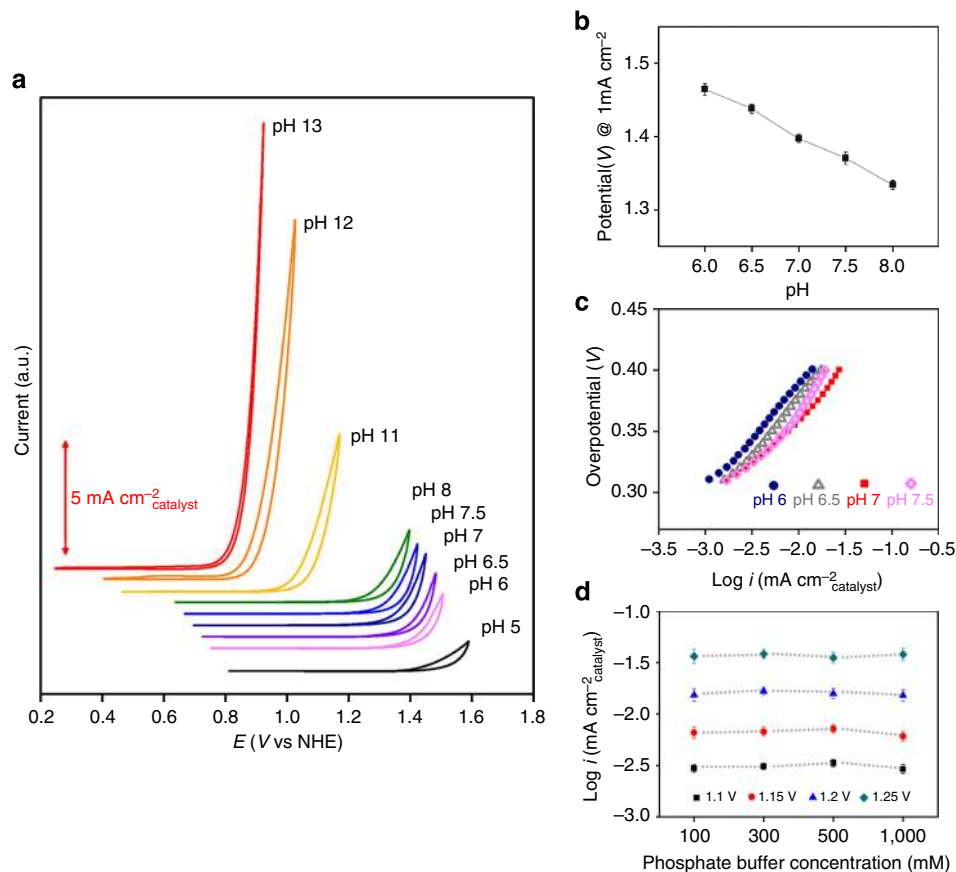 a
Current (a.u.)
pH 13
pH 12
pH 11
pH 8
pH 7.5
pH 7
pH 6.5
pH 6
pH 5
5 mA cm⁻²catalyst
0.2 0.4 0.6 0.8 1.0 1.2 1.4 1.6 1.8
E (V vs NHE)
b
Potential(V) @ 1mA cm⁻²
1.5
1.4
1.3
6.0 6.5 7.0 7.5 8.0
pH
c
Overpotential (V)
0.45
0.40
0.35
0.30
pH 6 pH 6.5 pH 7 pH 7.5
−3.5 −3.0 −2.5 −2.0 −1.5 −1.0 −0.5
Log i (mA cm⁻²catalyst)
d
Log i (mA cm⁻²catalyst)
−1.0
−1.5
−2.0
−2.5
−3.0
1.1 V 1.15 V 1.2 V 1.25 V
100 300 500 1,000
Phosphate buffer concentration (mM)